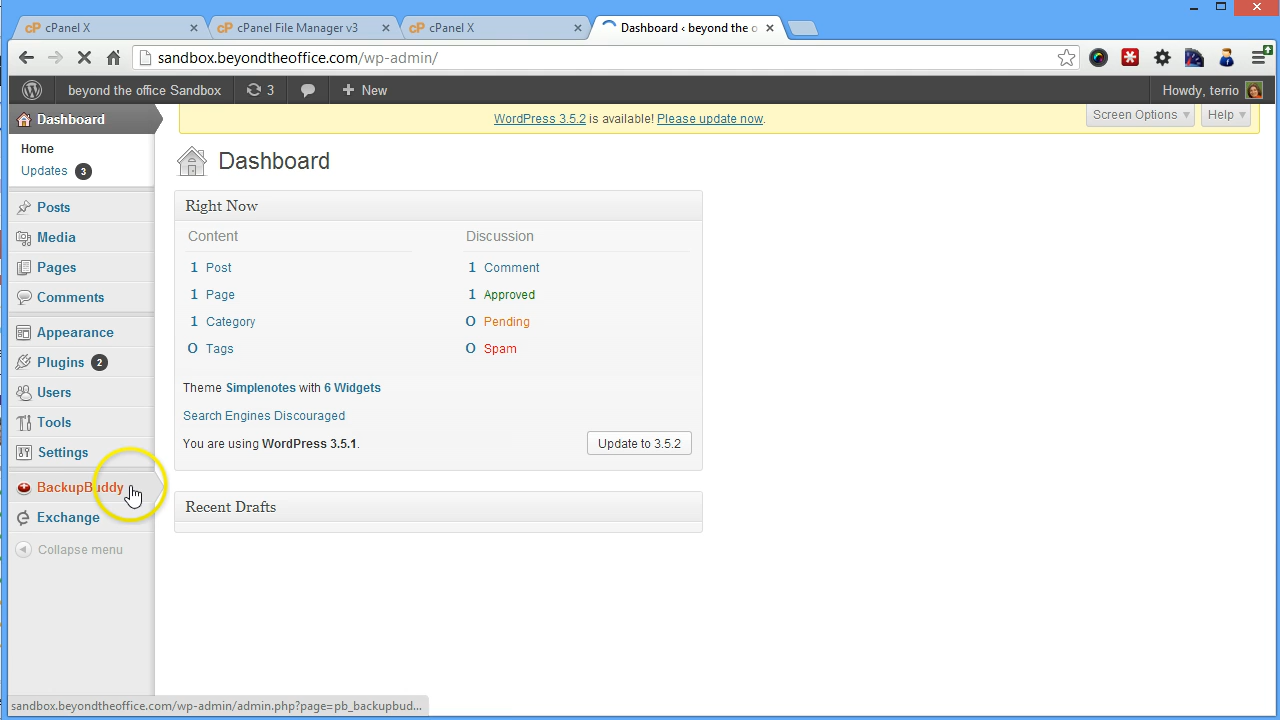 cPanel X
cPanel File Manager v3
cPanel X
Dashboard ‹ beyond the o
sandbox.beyondtheoffice.com/wp-admin/
beyond the office Sandbox
3
New
Howdy, terrio
Dashboard
Home
Updates 3
Posts
Media
Pages
Comments
Appearance
Plugins 2
Users
Tools
Settings
BackupBuddy
Exchange
Collapse menu
WordPress 3.5.2 is available! Please update now.
Screen Options
Help
Dashboard
Right Now
Content
Discussion
1 Post
1 Comment
1 Page
1 Approved
1 Category
0 Pending
0 Tags
0 Spam
Theme Simplenotes with 6 Widgets
Search Engines Discouraged
You are using WordPress 3.5.1.
Update to 3.5.2
Recent Drafts
sandbox.beyondtheoffice.com/wp-admin/admin.php?page=pb_backupbud...